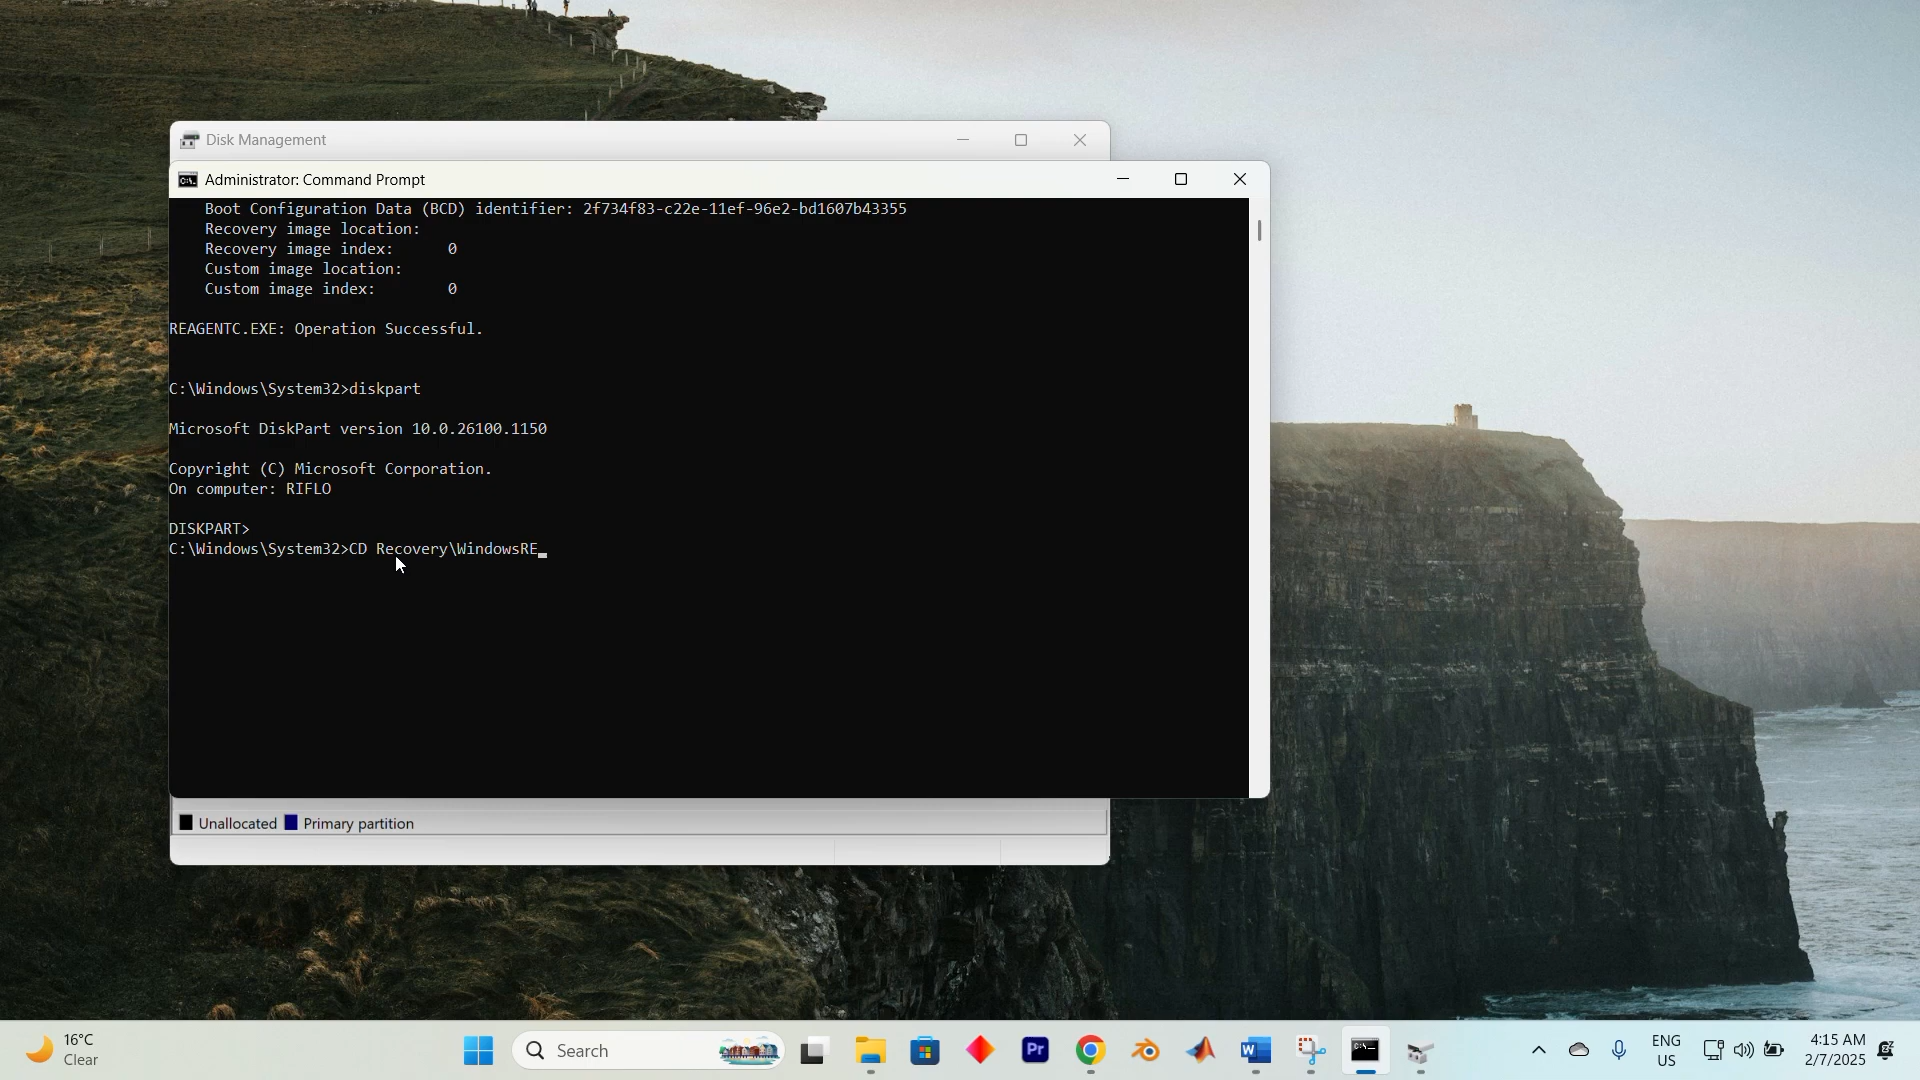 Disk Management
Administrator: Command Prompt
Boot Configuration Data (BCD) identifier: 2f734f83-c22e-11ef-96e2-bd1607b43355
Recovery image location:
Recovery image index: 0
Custom image location:
Custom image index: 0
REAGENTC.EXE: Operation Successful.
C:\Windows\System32>diskpart
Microsoft DiskPart version 10.0.26100.1150
Copyright (C) Microsoft Corporation.
On computer: RIFLO
DISKPART>
C:\Windows\System32>CD Recovery\WindowsRE_
Unallocated Primary partition
16°C
Clear
Search
Pr
ENG
US
4:15 AM
2/7/2025